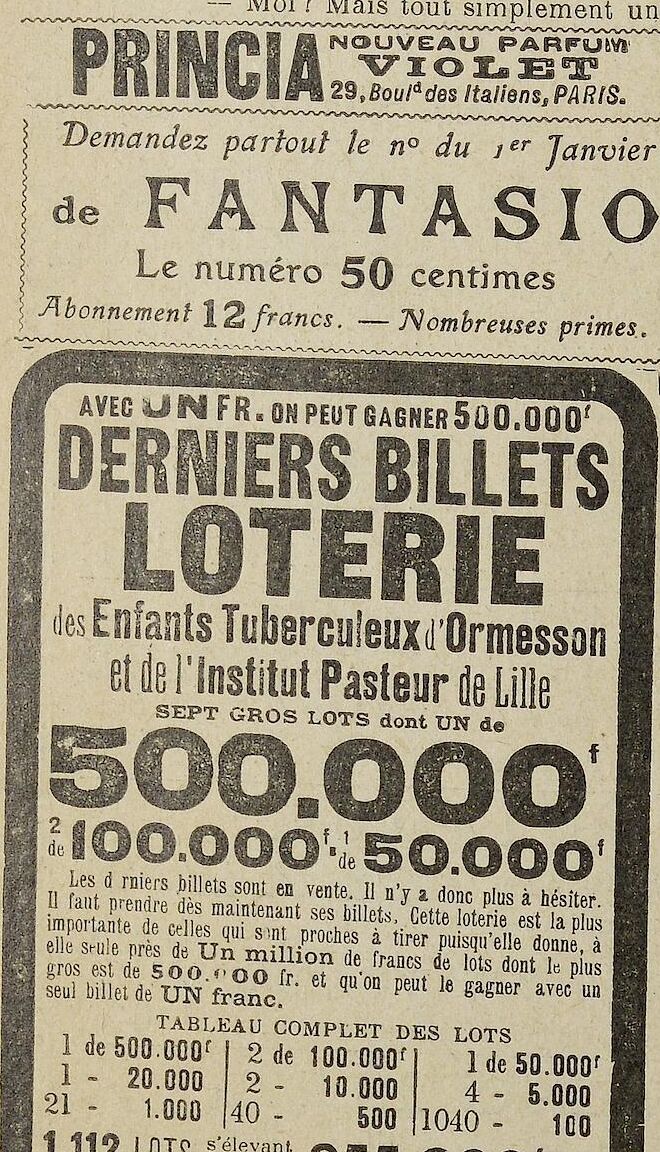 — Moi ? Mais tout simplement un
PRINCIA NOUVEAU PARFUM
VIOLET
29, Boulᵈ des Italiens, PARIS.
Demandez partout le nº du 1er Janvier
de FANTASIO
Le numéro 50 centimes
Abonnement 12 francs. — Nombreuses primes.
AVEC UN FR. ON PEUT GAGNER 500.000ᶠ
DERNIERS BILLETS
LOTERIE
des Enfants Tuberculeux d'Ormesson
et de l'Institut Pasteur de Lille
SEPT GROS LOTS dont UN de
500.000ᶠ
2 de 100.000ᶠ. 1 de 50.000ᶠ
Les d rniers billets sont en vente. Il n'y a donc plus à hésiter.
Il faut prendre dès maintenant ses billets. Cette loterie est la plus
importante de celles qui sont proches à tirer puisqu'elle donne, à
elle seule près de Un million de francs de lots dont le plus
gros est de 500.000 fr. et qu'on peut le gagner avec un
seul billet de UN franc.
TABLEAU COMPLET DES LOTS
1 de 500.000ᶠ | 2 de 100.000ᶠ | 1 de 50.000ᶠ
1 - 20.000 | 2 - 10.000 | 4 - 5.000
21 - 1.000 | 40 - 500 | 1040 - 100
1.112 LOTS s'élevant